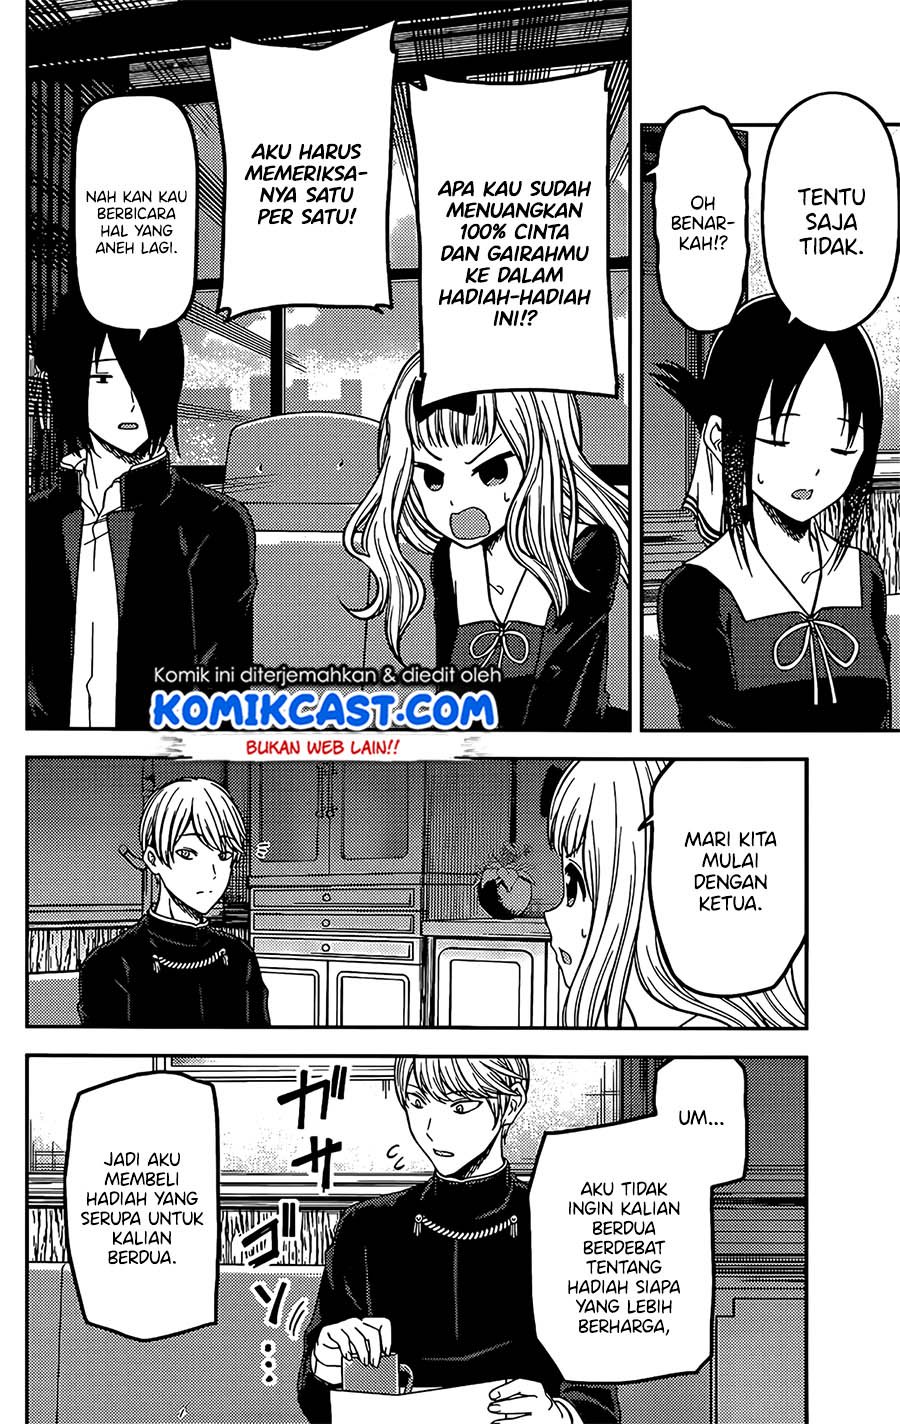 TENTU
SAJA
TIDAK.
OH
BENAR-
KAH!?
APA KAU SUDAH
MENUANGKAN
100% CINTA
DAN GAIRAHMU
KE DALAM
HADIAH-HADIAH
INI!?
AKU HARUS
MEMERIKSA-
NYA SATU
PER SATU!
NAH KAN KAU
BERBICARA
HAL YANG
ANEH LAGI.
Komik ini diterjemahkan & diedit oleh
KOMIKCAST.COM
BUKAN WEB LAIN!!
MARI KITA
MULAI
DENGAN
KETUA.
UM...
AKU TIDAK
INGIN KALIAN
BERDUA
BERDEBAT
TENTANG
HADIAH SIAPA
YANG LEBIH
BERHARGA,
ガサゴソ…
JADI AKU
MEMBELI
HADIAH YANG
SERUPA UNTUK
KALIAN
BERDUA.